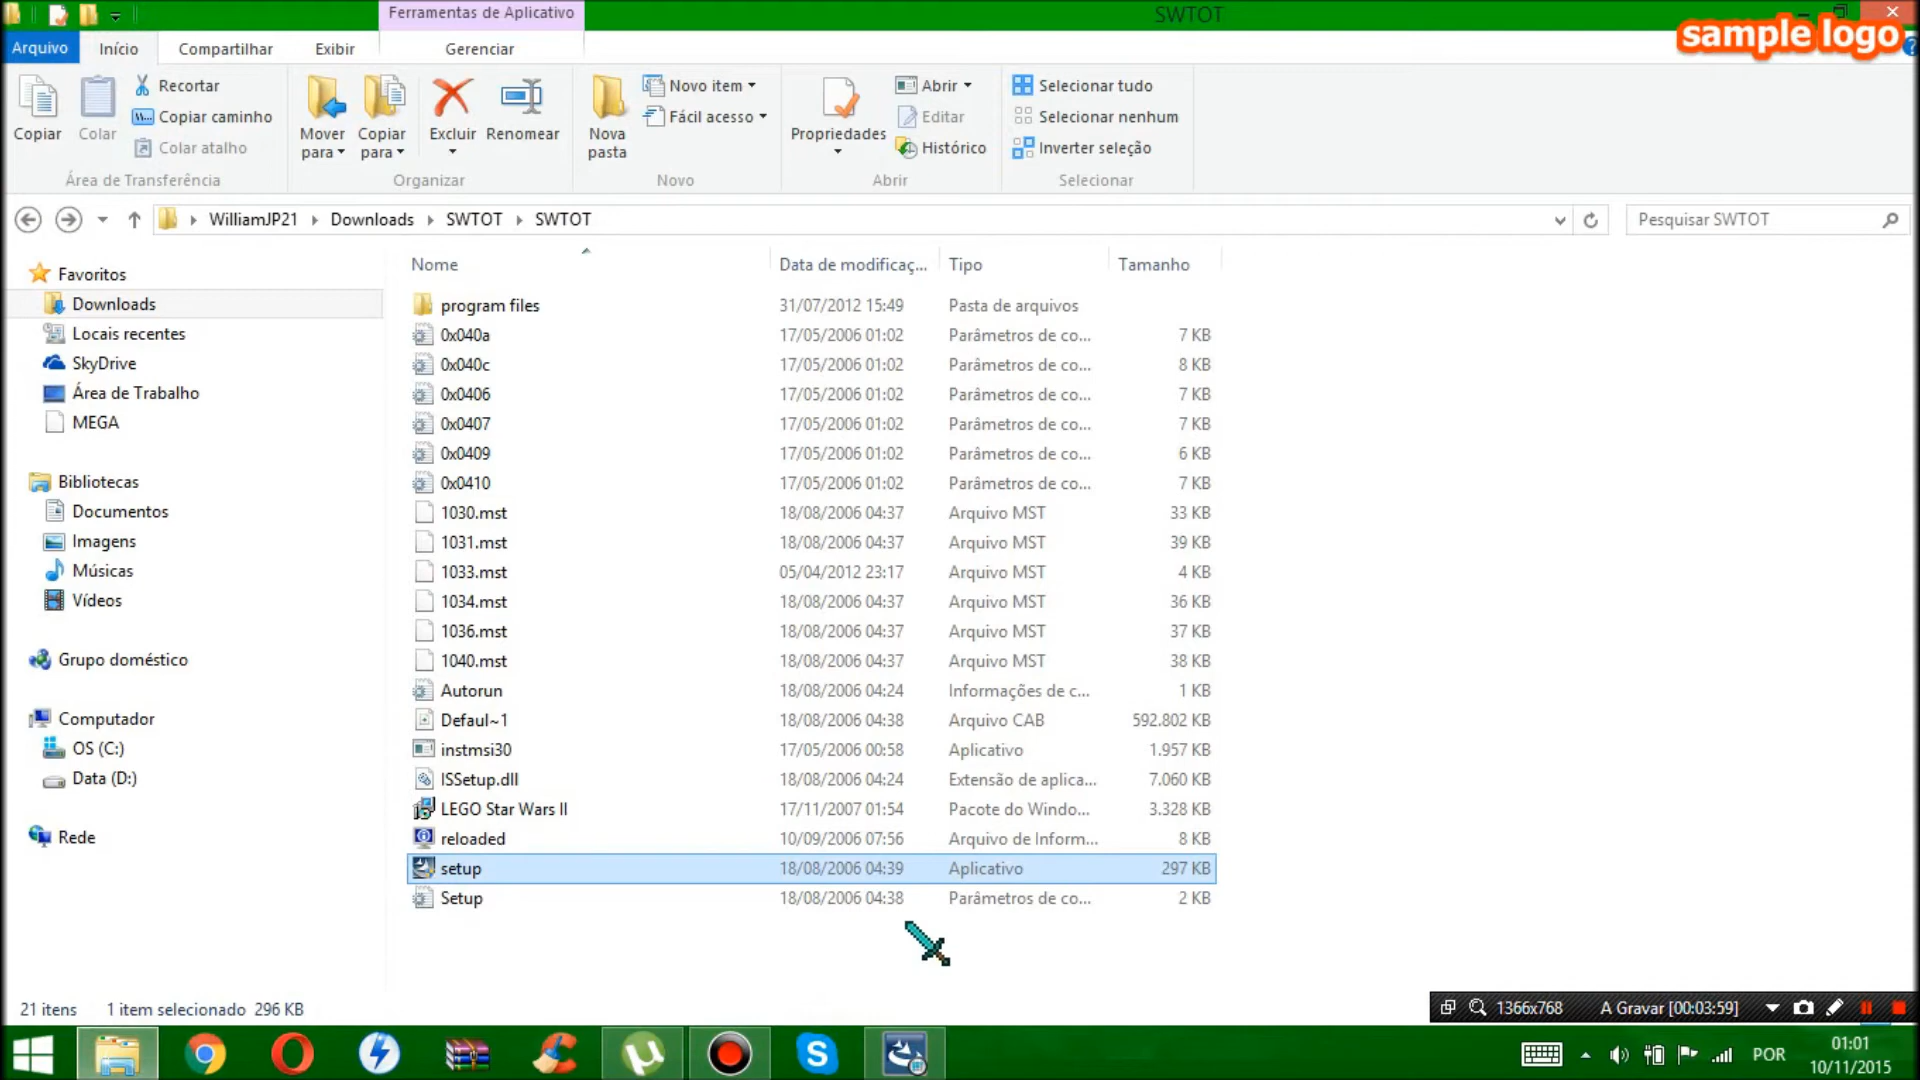 Ferramentas de Aplicativo
SWTOT
sample logo
Arquivo
Início
Compartilhar
Exibir
Gerenciar
Copiar
Colar
Recortar
Copiar caminho
Colar atalho
Área de Transferência
Mover para
Copiar para
Excluir
Renomear
Organizar
Nova pasta
Novo item
Fácil acesso
Novo
Propriedades
Abrir
Editar
Histórico
Abrir
Selecionar tudo
Selecionar nenhum
Inverter seleção
Selecionar
WilliamJP21 Downloads SWTOT SWTOT
Pesquisar SWTOT
Favoritos
Downloads
Locais recentes
SkyDrive
Área de Trabalho
MEGA
Bibliotecas
Documentos
Imagens
Músicas
Vídeos
Grupo doméstico
Computador
OS (C:)
Data (D:)
Rede
Nome Data de modificaç... Tipo Tamanho
program files 31/07/2012 15:49 Pasta de arquivos
0x040a 17/05/2006 01:02 Parâmetros de co... 7 KB
0x040c 17/05/2006 01:02 Parâmetros de co... 8 KB
0x0406 17/05/2006 01:02 Parâmetros de co... 7 KB
0x0407 17/05/2006 01:02 Parâmetros de co... 7 KB
0x0409 17/05/2006 01:02 Parâmetros de co... 6 KB
0x0410 17/05/2006 01:02 Parâmetros de co... 7 KB
1030.mst 18/08/2006 04:37 Arquivo MST 33 KB
1031.mst 18/08/2006 04:37 Arquivo MST 39 KB
1033.mst 05/04/2012 23:17 Arquivo MST 4 KB
1034.mst 18/08/2006 04:37 Arquivo MST 36 KB
1036.mst 18/08/2006 04:37 Arquivo MST 37 KB
1040.mst 18/08/2006 04:37 Arquivo MST 38 KB
Autorun 18/08/2006 04:24 Informações de c... 1 KB
Defaul~1 18/08/2006 04:38 Arquivo CAB 592.802 KB
instmsi30 17/05/2006 00:58 Aplicativo 1.957 KB
ISSetup.dll 18/08/2006 04:24 Extensão de aplica... 7.060 KB
LEGO Star Wars II 17/11/2007 01:54 Pacote do Windo... 3.328 KB
reloaded 10/09/2006 07:56 Arquivo de Inform... 8 KB
setup 18/08/2006 04:39 Aplicativo 297 KB
Setup 18/08/2006 04:38 Parâmetros de co... 2 KB
21 itens 1 item selecionado 296 KB
1366x768 A Gravar [00:03:59]
POR
01:01
10/11/2015